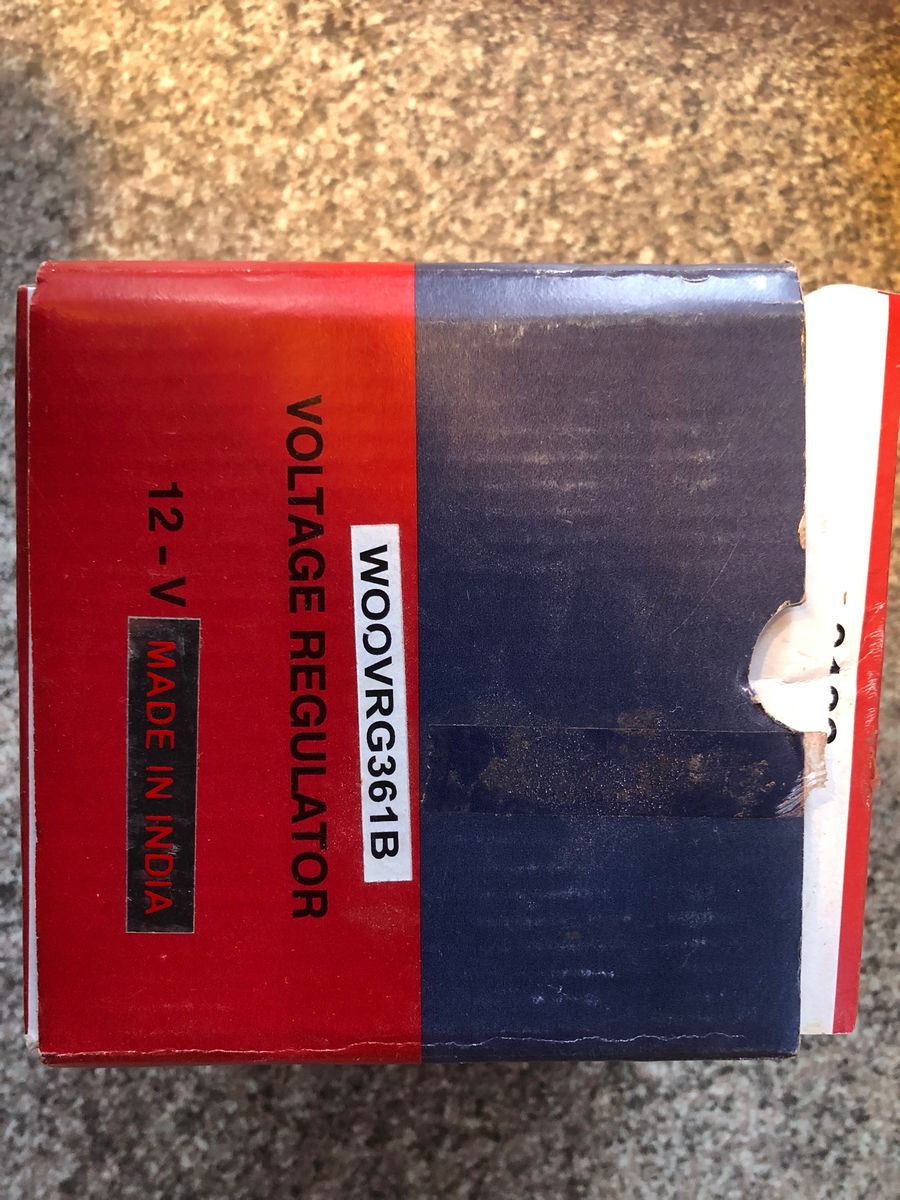 WOOVRG361B
VOLTAGE REGULATOR
12 - V
MADE IN INDIA